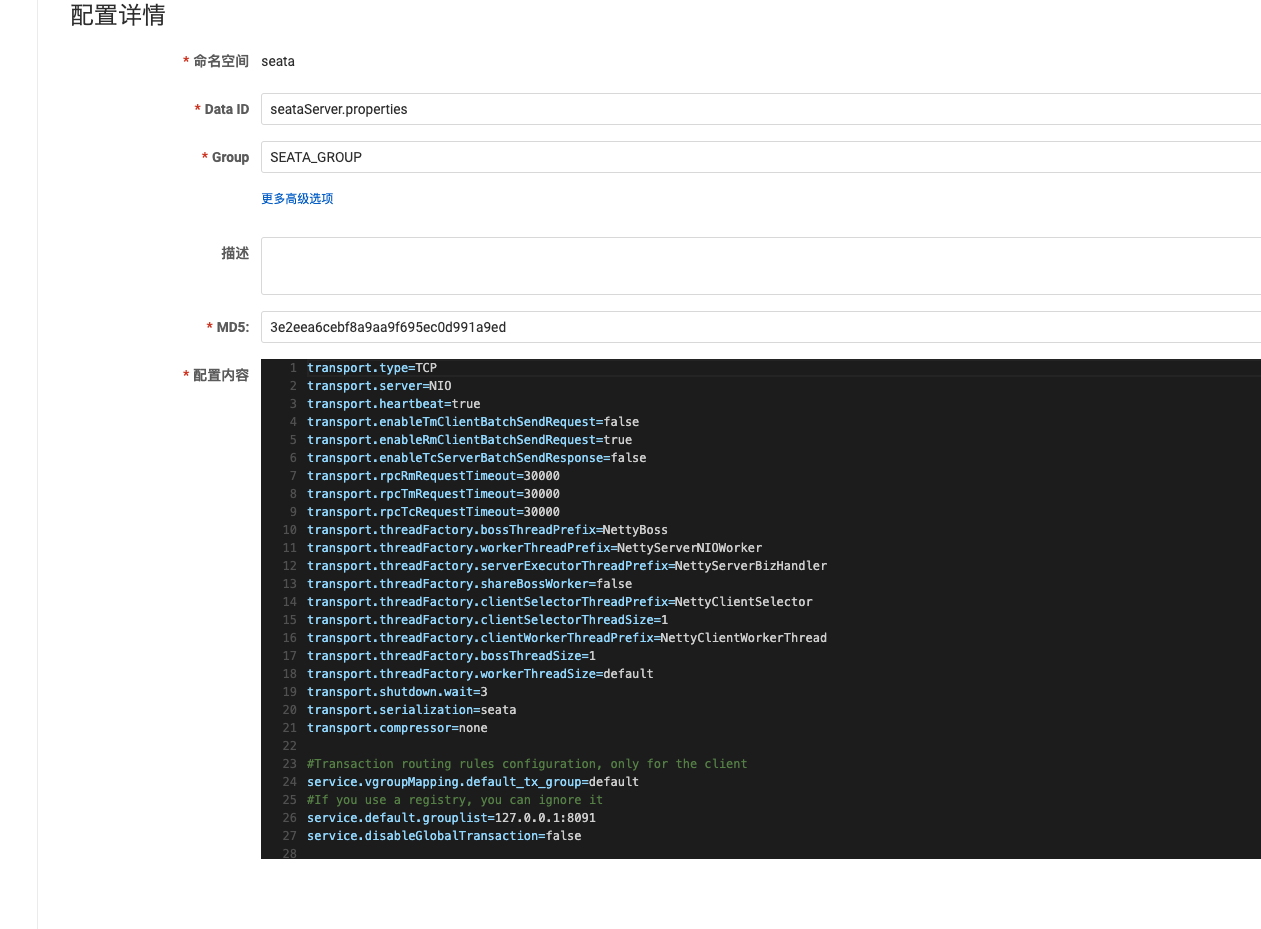 配置详情
* 命名空间 seata
* Data ID seataServer.properties
* Group SEATA_GROUP
更多高级选项
描述
* MD5: 3e2eea6cebf8a9aa9f695ec0d991a9ed
* 配置内容
1 transport.type=TCP
2 transport.server=NIO
3 transport.heartbeat=true
4 transport.enableTmClientBatchSendRequest=false
5 transport.enableRmClientBatchSendRequest=true
6 transport.enableTcServerBatchSendResponse=false
7 transport.rpcRmRequestTimeout=30000
8 transport.rpcTmRequestTimeout=30000
9 transport.rpcTcRequestTimeout=30000
10 transport.threadFactory.bossThreadPrefix=NettyBoss
11 transport.threadFactory.workerThreadPrefix=NettyServerNIOWorker
12 transport.threadFactory.serverExecutorThreadPrefix=NettyServerBizHandler
13 transport.threadFactory.shareBossWorker=false
14 transport.threadFactory.clientSelectorThreadPrefix=NettyClientSelector
15 transport.threadFactory.clientSelectorThreadSize=1
16 transport.threadFactory.clientWorkerThreadPrefix=NettyClientWorkerThread
17 transport.threadFactory.bossThreadSize=1
18 transport.threadFactory.workerThreadSize=default
19 transport.shutdown.wait=3
20 transport.serialization=seata
21 transport.compressor=none
22
23 #Transaction routing rules configuration, only for the client
24 service.vgroupMapping.default_tx_group=default
25 #If you use a registry, you can ignore it
26 service.default.grouplist=127.0.0.1:8091
27 service.disableGlobalTransaction=false
28